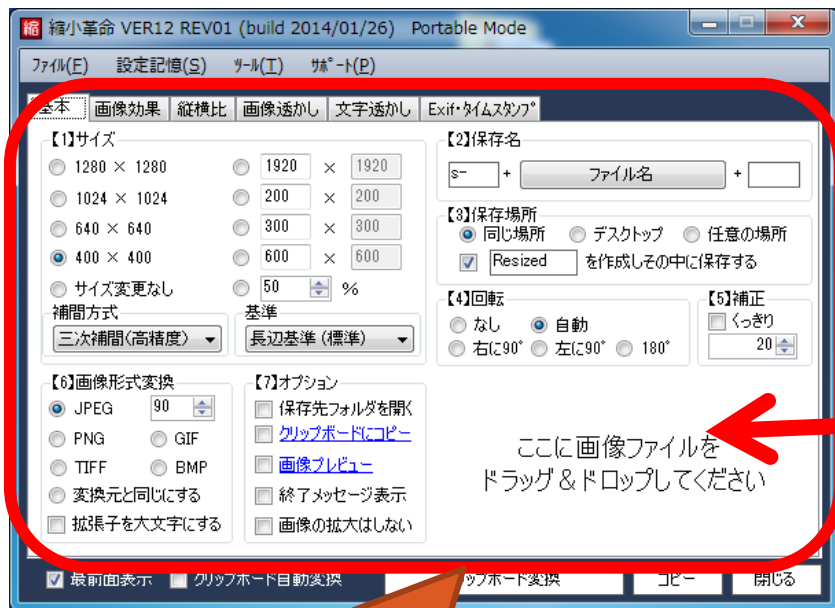 縮 縮小革命 VER12 REV01 (build 2014/01/26) Portable Mode
ファイル(F) 設定記憶(S) ツール(T) サポート(P)
基本 画像効果 縦横比 画像透かし 文字透かし Exif・タイムスタンプ
【1】サイズ
1280 × 1280 1920 × 1920
1024 × 1024 200 × 200
640 × 640 300 × 300
400 × 400 600 × 600
サイズ変更なし 50 %
補間方式 基準
三次補間(高精度) 長辺基準 (標準)
【2】保存名
s- + ファイル名 +
【3】保存場所
同じ場所 デスクトップ 任意の場所
Resized を作成しその中に保存する
【4】回転 【5】補正
なし 自動 くっきり
右に90° 左に90° 180° 20
【6】画像形式変換
JPEG 90
PNG GIF
TIFF BMP
変換元と同じにする
拡張子を大文字にする
【7】オプション
保存先フォルダを開く
クリップボードにコピー
画像プレビュー
終了メッセージ表示
画像の拡大はしない
ここに画像ファイルを
ドラッグ&ドロップしてください
最前面表示 クリップボード自動変換 ップボード変換 コピー 閉じる